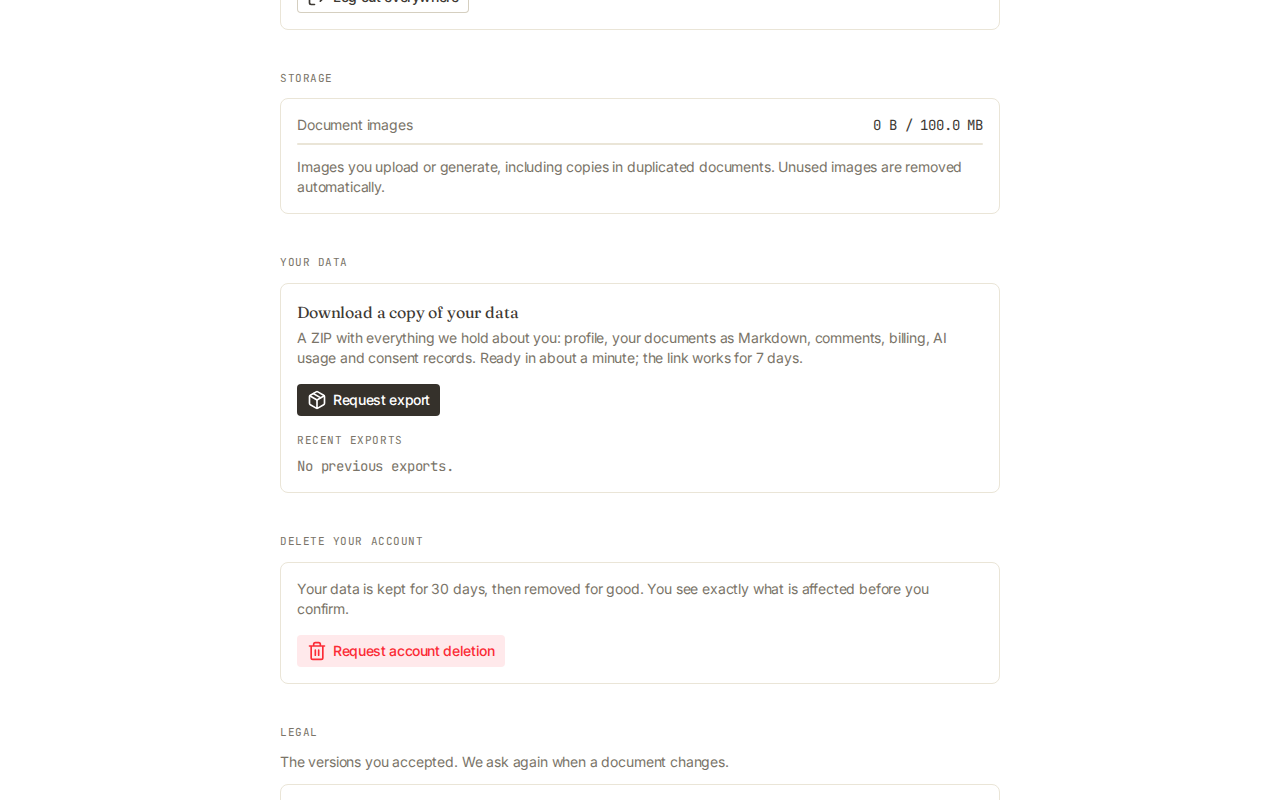 Log out everywhere
STORAGE
Document images
0 B / 100.0 MB
Images you upload or generate, including copies in duplicated documents. Unused images are removed
automatically.
YOUR DATA
Download a copy of your data
A ZIP with everything we hold about you: profile, your documents as Markdown, comments, billing, AI
usage and consent records. Ready in about a minute; the link works for 7 days.
Request export
RECENT EXPORTS
No previous exports.
DELETE YOUR ACCOUNT
Your data is kept for 30 days, then removed for good. You see exactly what is affected before you
confirm.
Request account deletion
LEGAL
The versions you accepted. We ask again when a document changes.